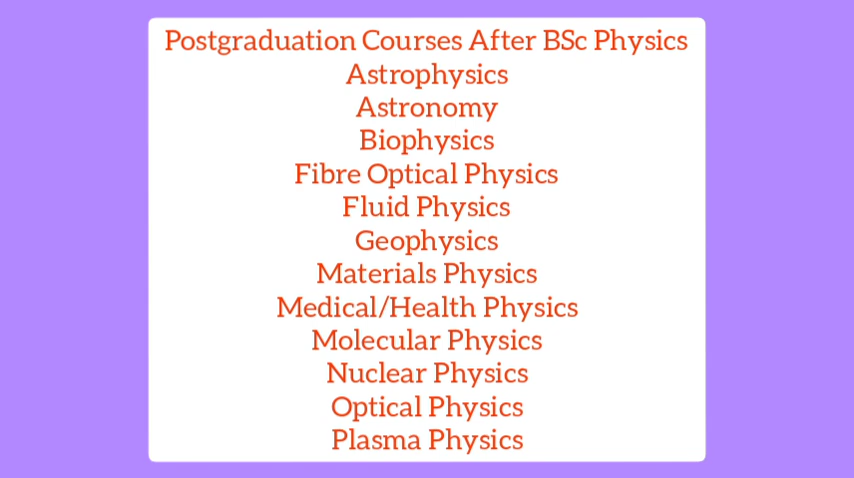 Postgraduation Courses After BSc Physics
Astrophysics
Astronomy
Biophysics
Fibre Optical Physics
Fluid Physics
Geophysics
Materials Physics
Medical/Health Physics
Molecular Physics
Nuclear Physics
Optical Physics
Plasma Physics